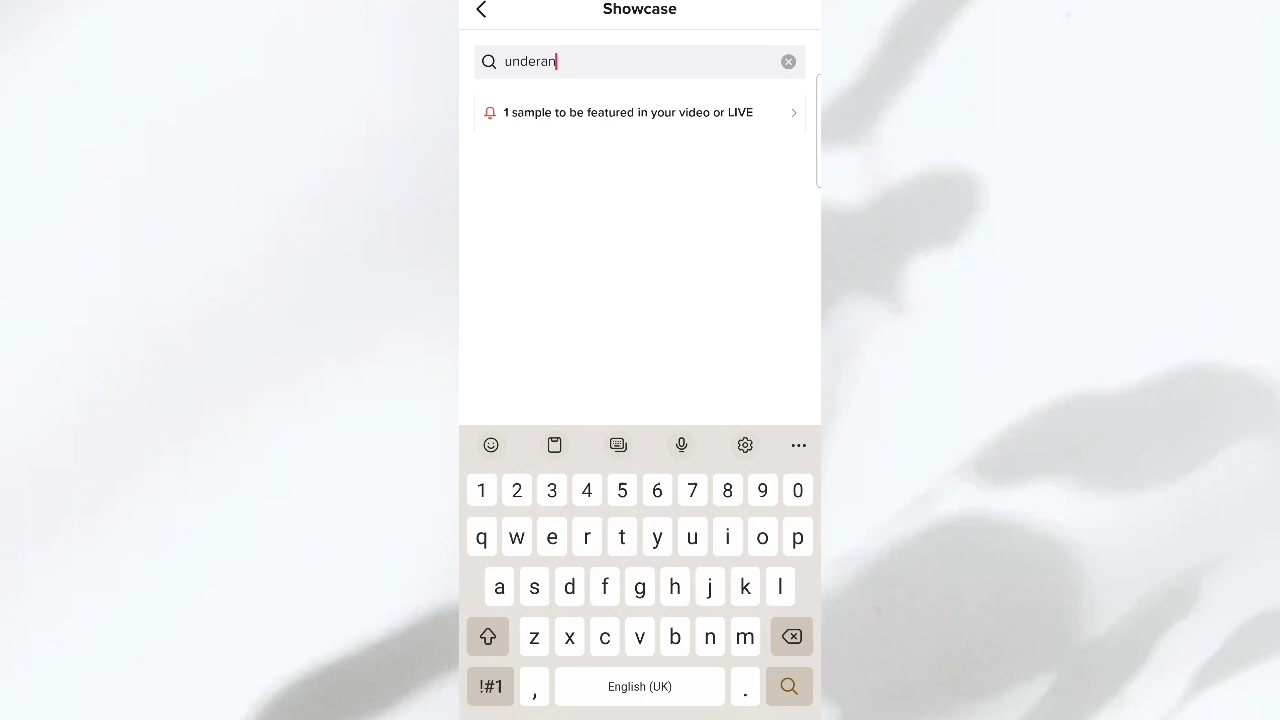 Showcase
underan
1 sample to be featured in your video or LIVE
1 2 3 4 5 6 7 8 9 0
q w e r t y u i o p
a s d f g h j k l
z x c v b n m
!#1 , English (UK) .